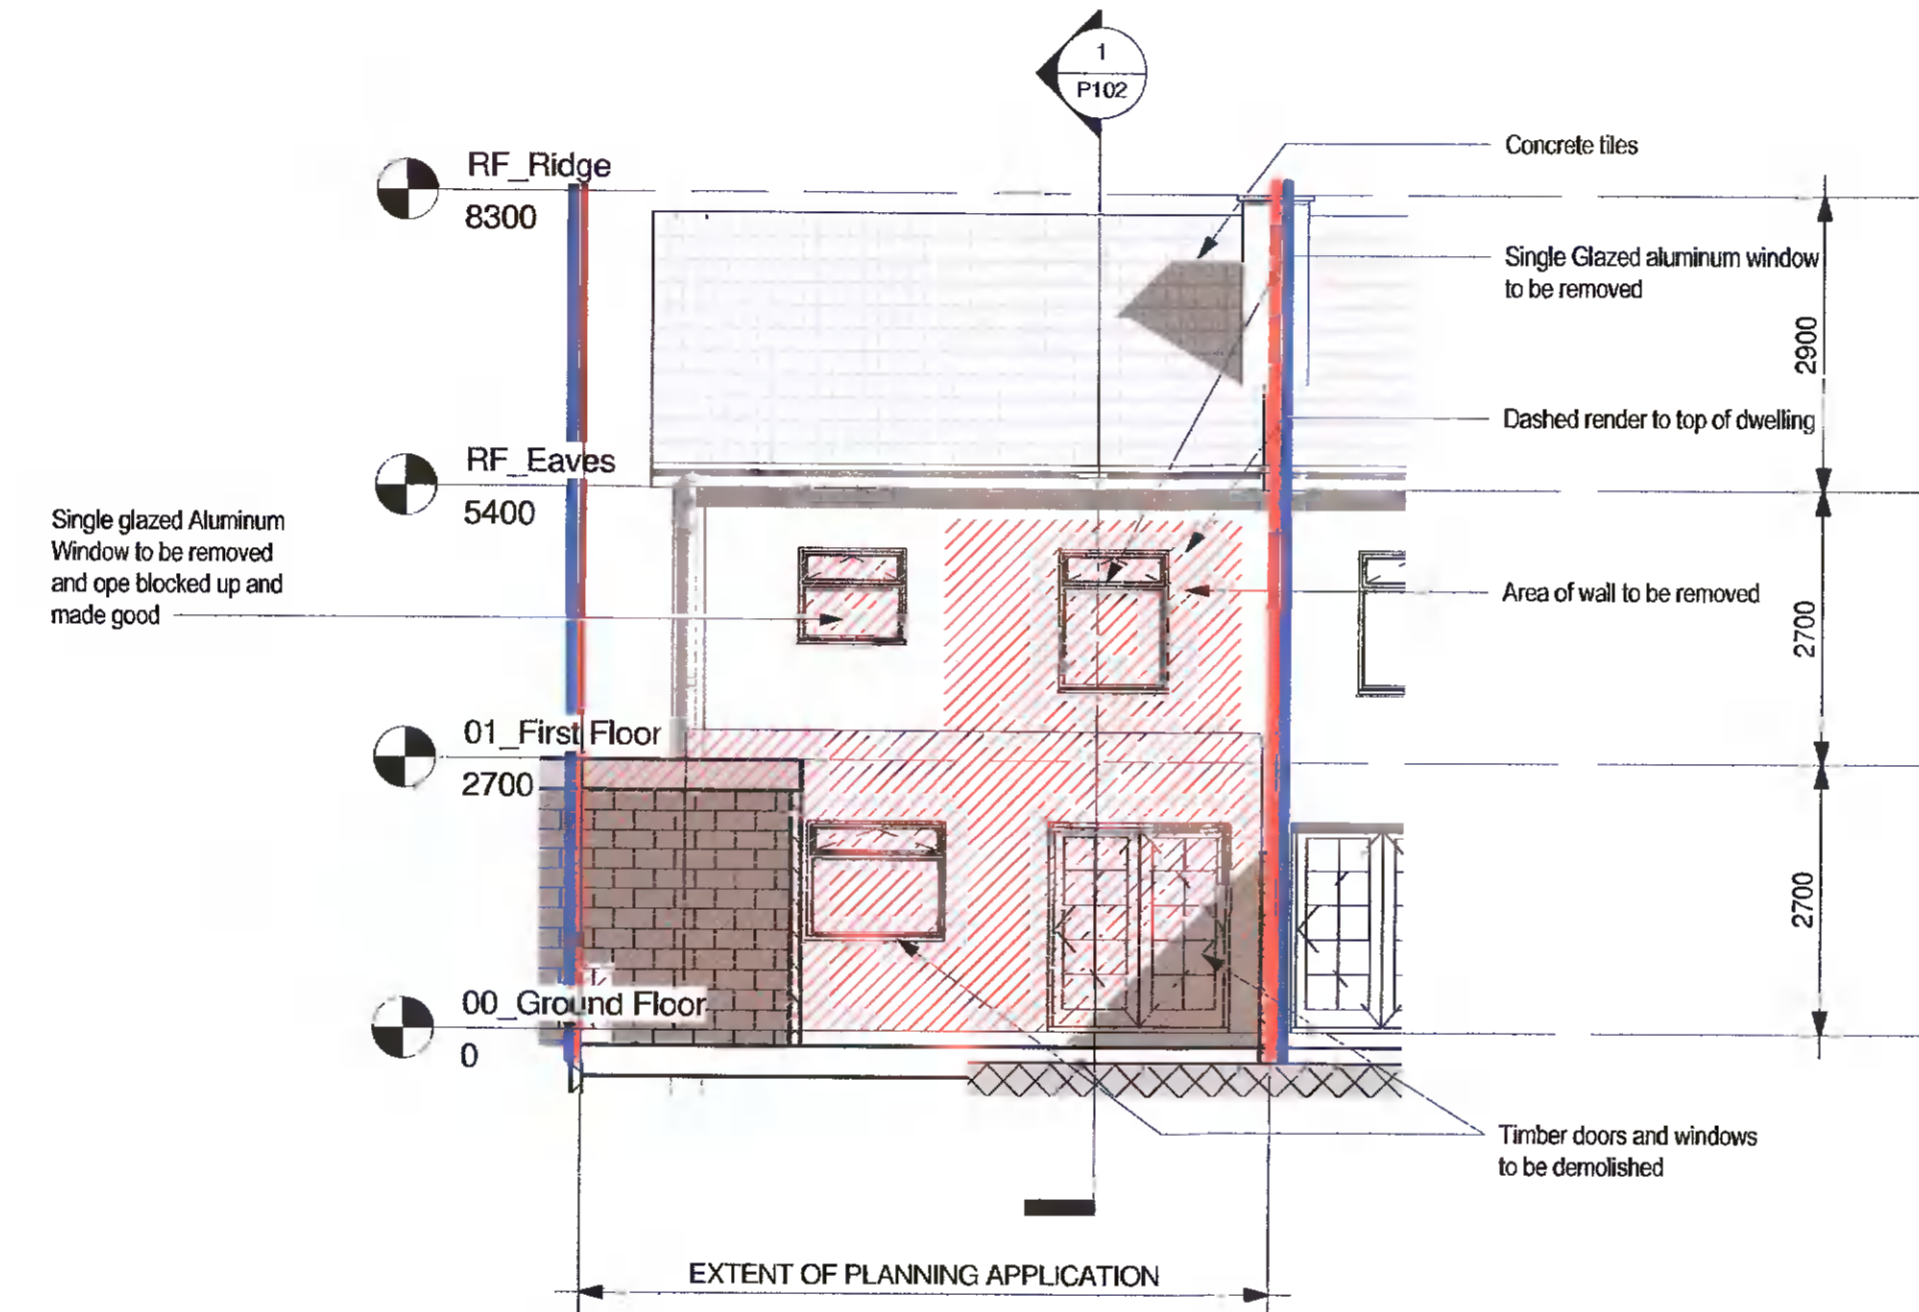 1
P102
RF_Ridge
8300
Concrete tiles
Single Glazed aluminum window
to be removed
2900
Dashed render to top of dwelling
RF_Eaves
5400
Single glazed Aluminum
Window to be removed
and ope blocked up and
made good
Area of wall to be removed
2700
01_First Floor
2700
2700
00_Ground Floor
0
Timber doors and windows
to be demolished
EXTENT OF PLANNING APPLICATION